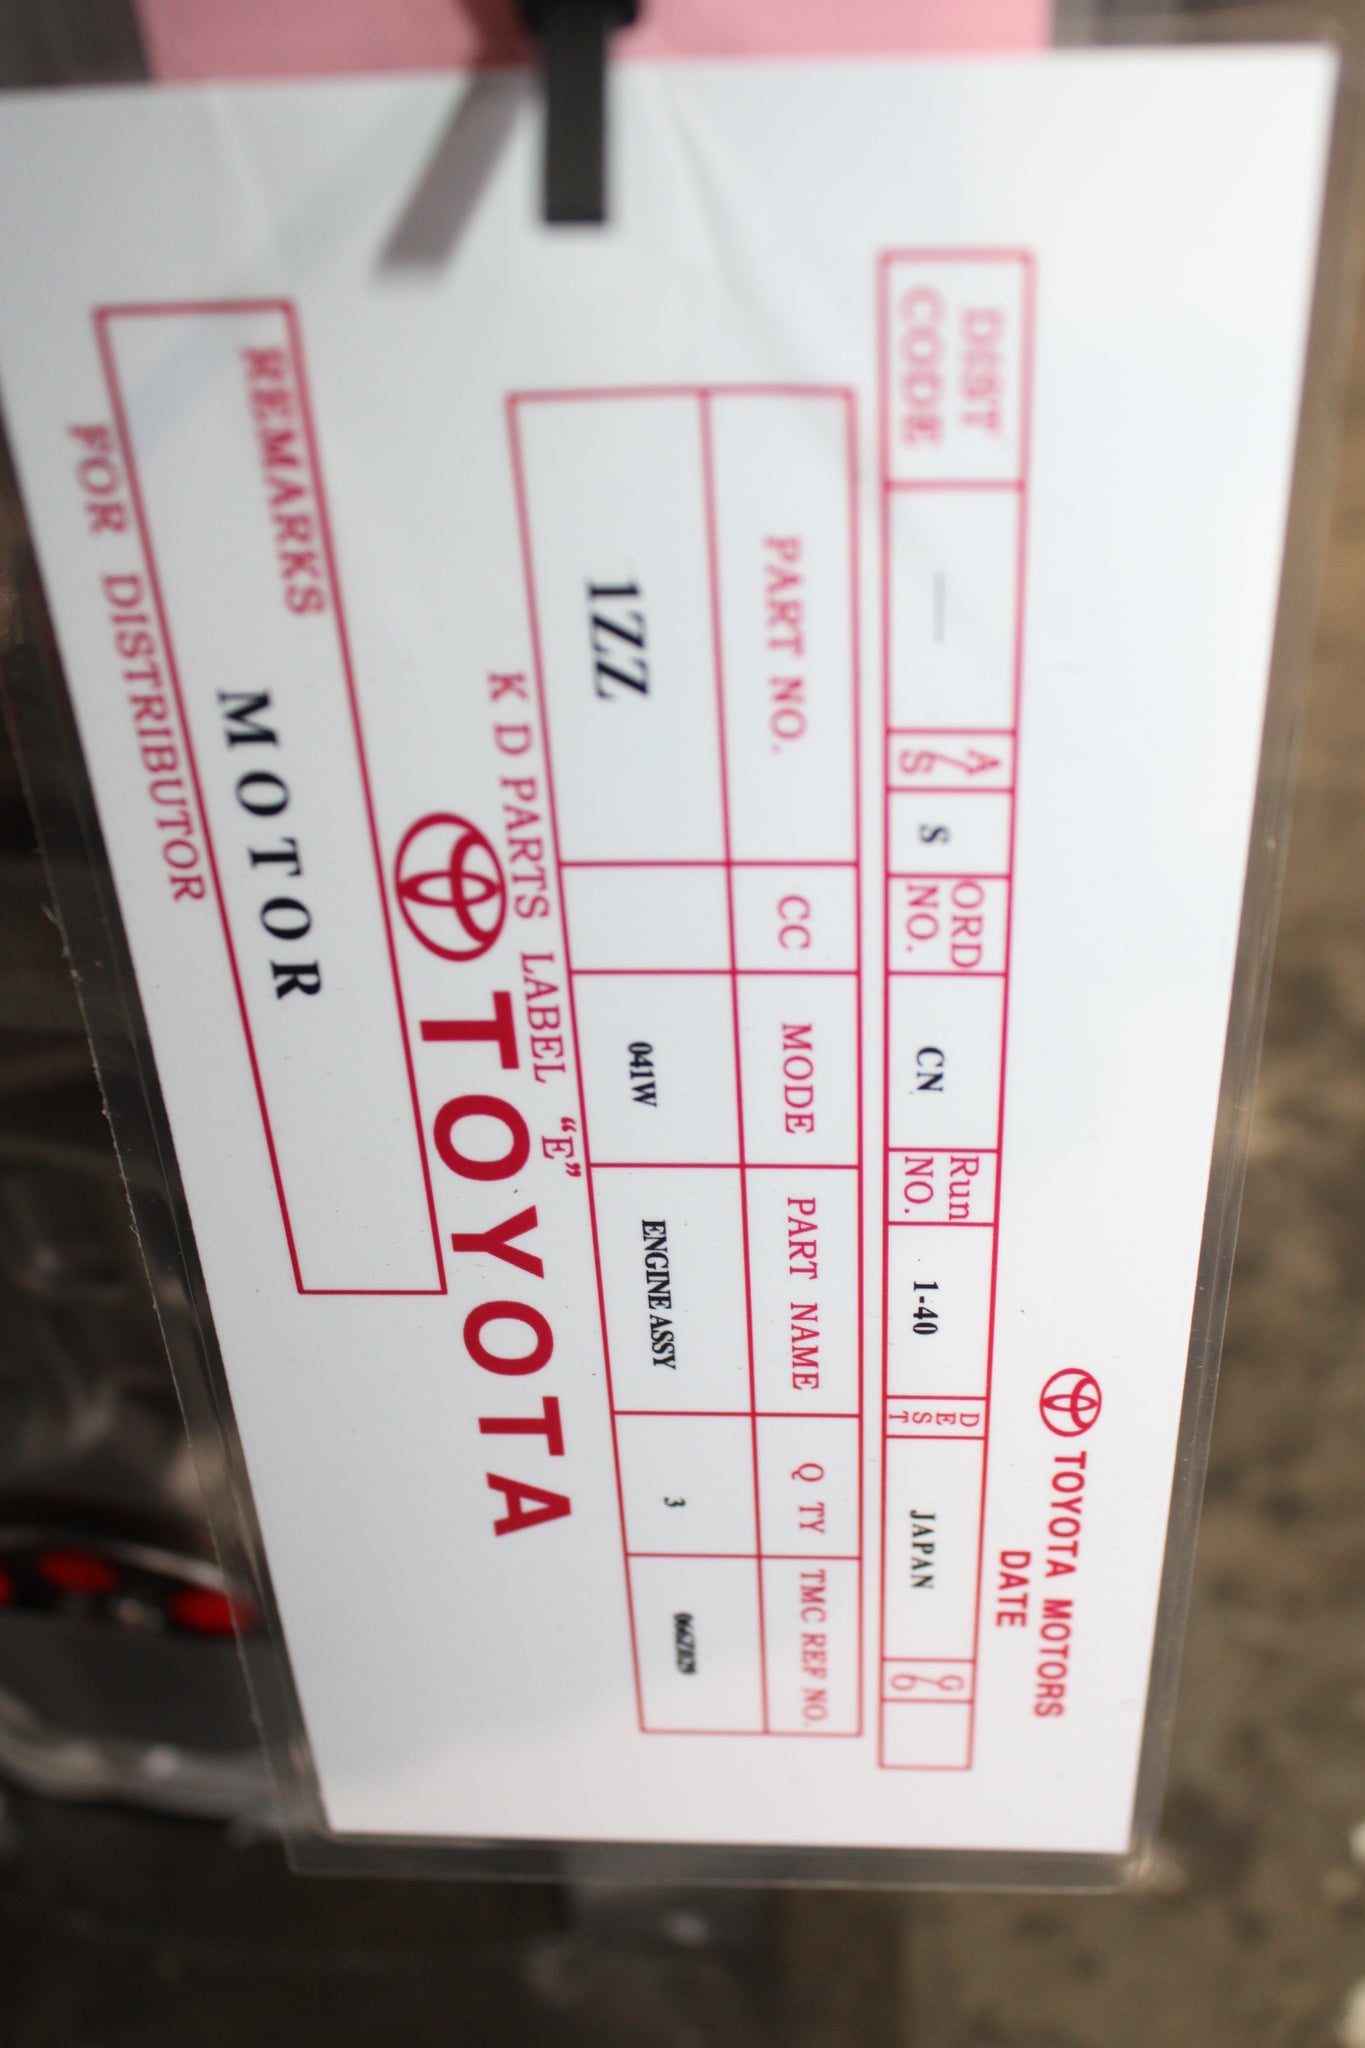 TOYOTA MOTORS
DATE
DIST CODE — A/S S ORD NO. CN Run NO. 1-40 DEST JAPAN G/O
PART NO. CC MODE PART NAME Q TY TMC REF NO.
1ZZ 041W ENGINE ASSY 3
K D PARTS LABEL “E”
TOYOTA
REMARKS
MOTOR
FOR DISTRIBUTOR